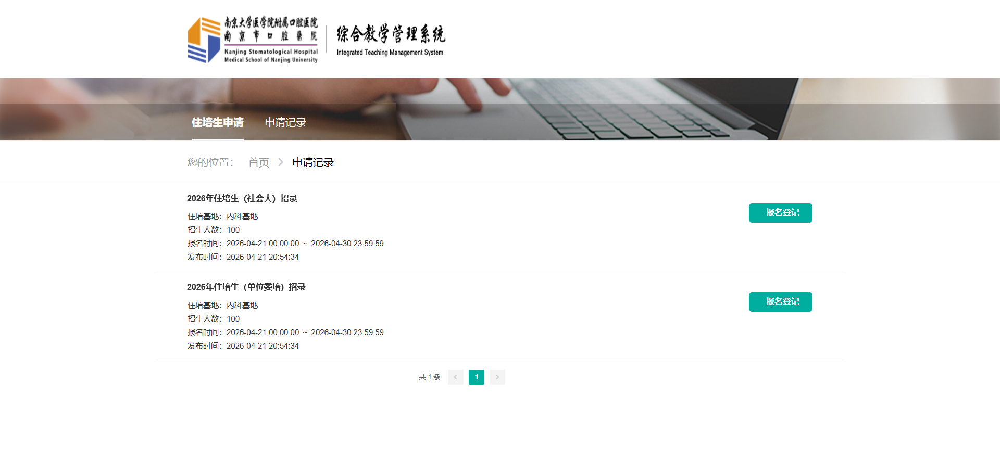 南京大学医学院附属口腔医院
南京市口腔醫院
Nanjing Stomatological Hospital
Medical School of Nanjing University
综合教学管理系统
Integrated Teaching Management System
住培生申请 申请记录
您的位置： 首页 > 申请记录
2026年住培生（社会人）招录
报名登记
住培基地：内科基地
招生人数：100
报名时间：2026-04-21 00:00:00 ~ 2026-04-30 23:59:59
发布时间：2026-04-21 20:54:34
2026年住培生（单位委培）招录
报名登记
住培基地：内科基地
招生人数：100
报名时间：2026-04-21 00:00:00 ~ 2026-04-30 23:59:59
发布时间：2026-04-21 20:54:34
共 1 条 < 1 >